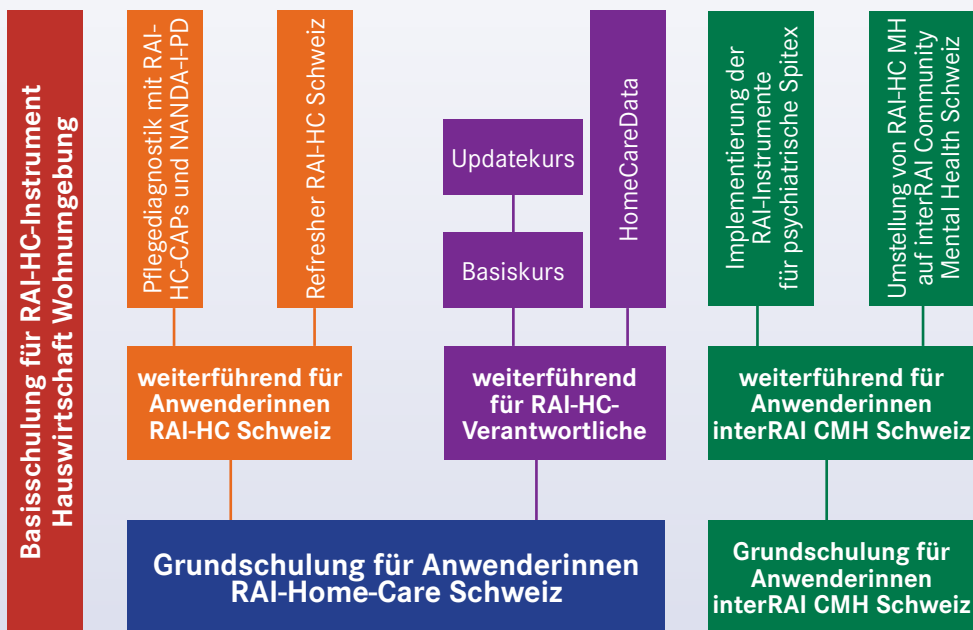 Basisschulung für RAI-HC-Instrument
Hauswirtschaft Wohnumgebung
Pflegediagnostik mit RAI-
HC-CAPs und NANDA-I-PD
Refresher RAI-HC Schweiz
Updatekurs
Basiskurs
HomeCareData
Implementierung der
RAI-Instrumente
für psychiatrische Spitex
Umstellung von RAI-HC MH
auf interRAI Community
Mental Health Schweiz
weiterführend für
Anwenderinnen
RAI-HC Schweiz
weiterführend
für RAI-HC-
Verantwortliche
weiterführend für
Anwenderinnen
interRAI CMH Schweiz
Grundschulung für Anwenderinnen
RAI-Home-Care Schweiz
Grundschulung für
Anwenderinnen
interRAI CMH Schweiz